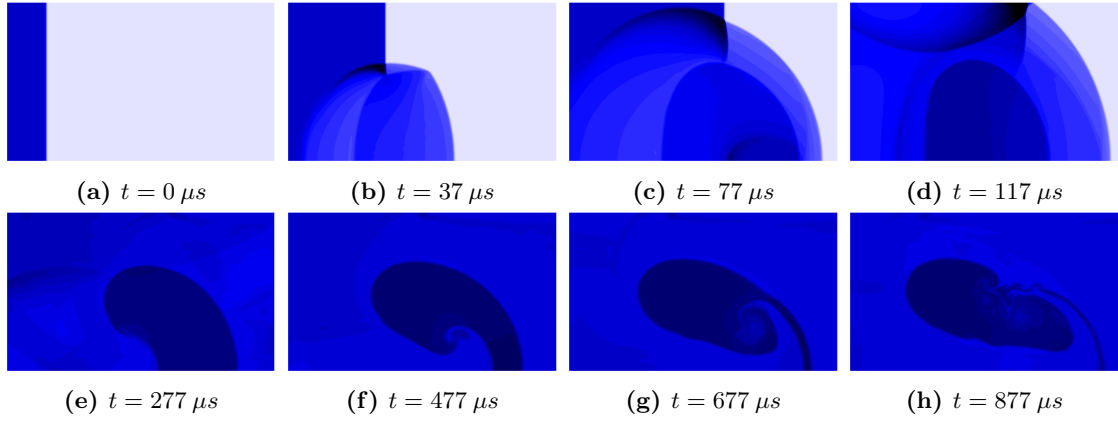 (a) t = 0 μs
(b) t = 37 μs
(c) t = 77 μs
(d) t = 117 μs
(e) t = 277 μs
(f) t = 477 μs
(g) t = 677 μs
(h) t = 877 μs